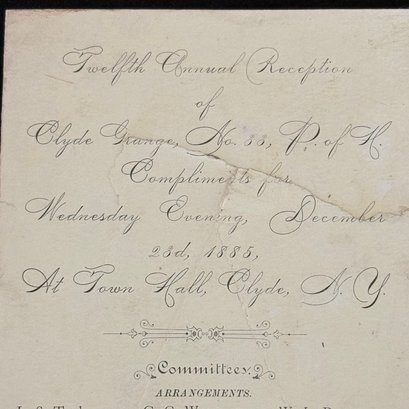 Twelfth Annual Reception
of
Clyde Grange, No. 33, P. of H.
Compliments for
Wednesday Evening, December
23d, 1885,
At Town Hall, Clyde, N. Y.
Committees.
ARRANGEMENTS.